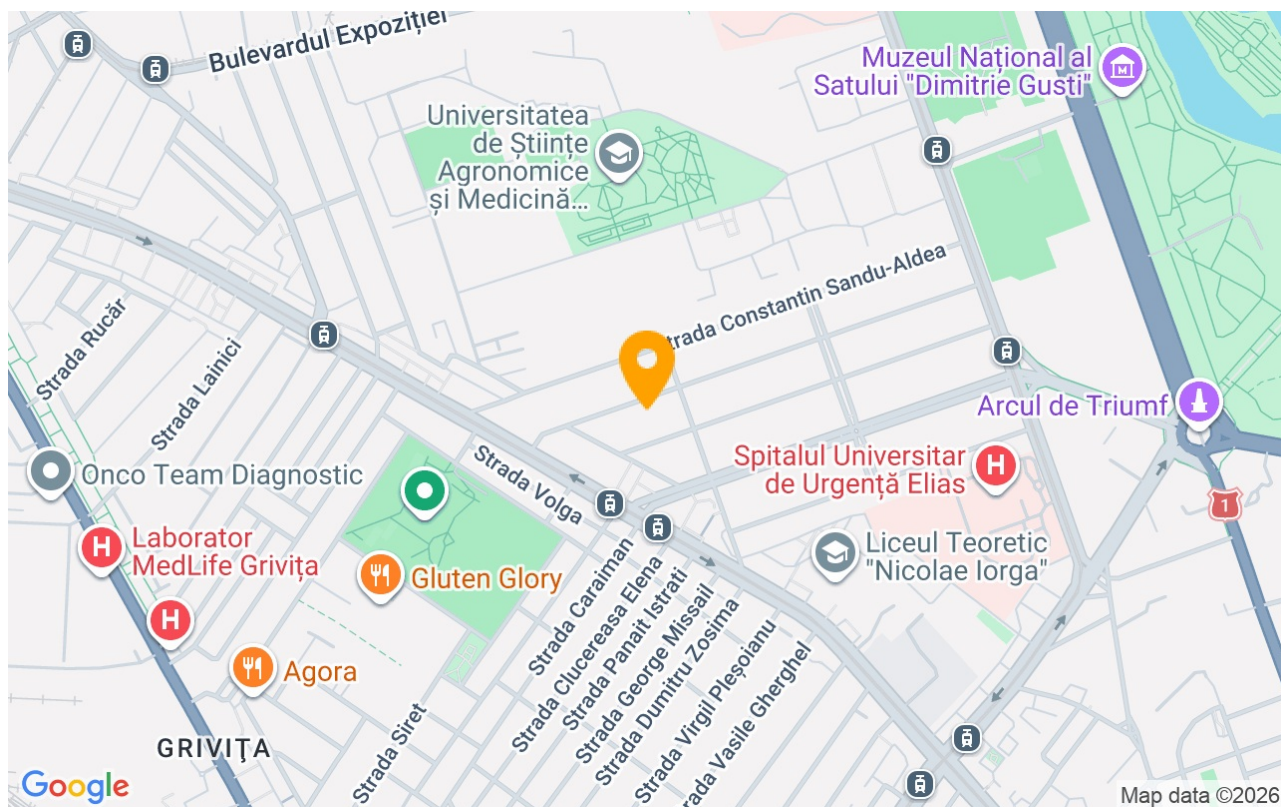 Bulevardul Expoziției
Muzeul Național al
Satului "Dimitrie Gusti"
M
Universitatea
de Științe
Agronomice
și Medicină...
Strada Constantin Sandu-Aldea
Strada Rucăr
Strada Lainici
Arcul de Triumf
Onco Team Diagnostic
Strada Volga
Spitalul Universitar
de Urgență Elias
H
1
H
Laborator
MedLife Grivița
Gluten Glory
Liceul Teoretic
"Nicolae Iorga"
H
Agora
Strada Caraiman
Strada Clucereasa Elena
Strada Panait Istrati
Strada George Missail
Strada Dumitru Zosima
Strada Virgil Pleșoianu
Strada Vasile Gherghel
Strada Siret
GRIVIȚA
Google
Map data ©2026